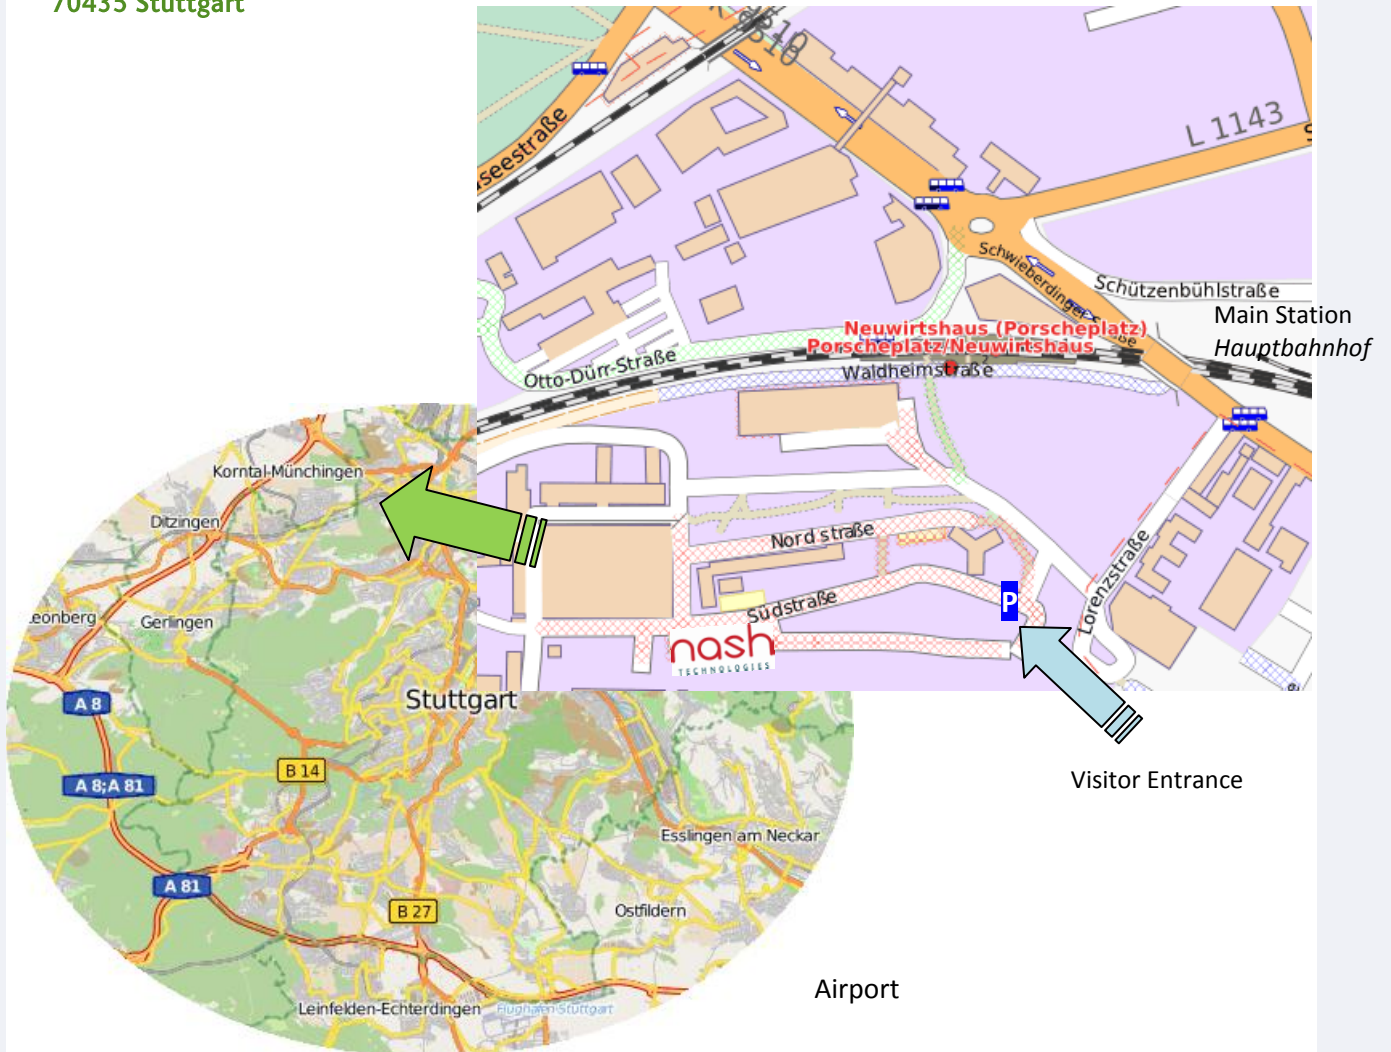 70435 Stuttgart
L 1143
seestraße
Schwieberdinger Straße
Schützenbühlstraße
Main Station
Hauptbahnhof
Neuwirtshaus (Porscheplatz)
Porscheplatz/Neuwirtshaus
2
Waldheimstraße
Otto-Dürr-Straße
Korntal-Münchingen
Ditzingen
Nordstraße
Lorenzstraße
P
Südstraße
nash
TECHNOLOGIES
eonberg
Gerlingen
Stuttgart
A 8
B 14
A 8;A 81
Visitor Entrance
Esslingen am Neckar
A 81
B 27
Ostfildern
Airport
Leinfelden-Echterdingen
Flughafen Stuttgart